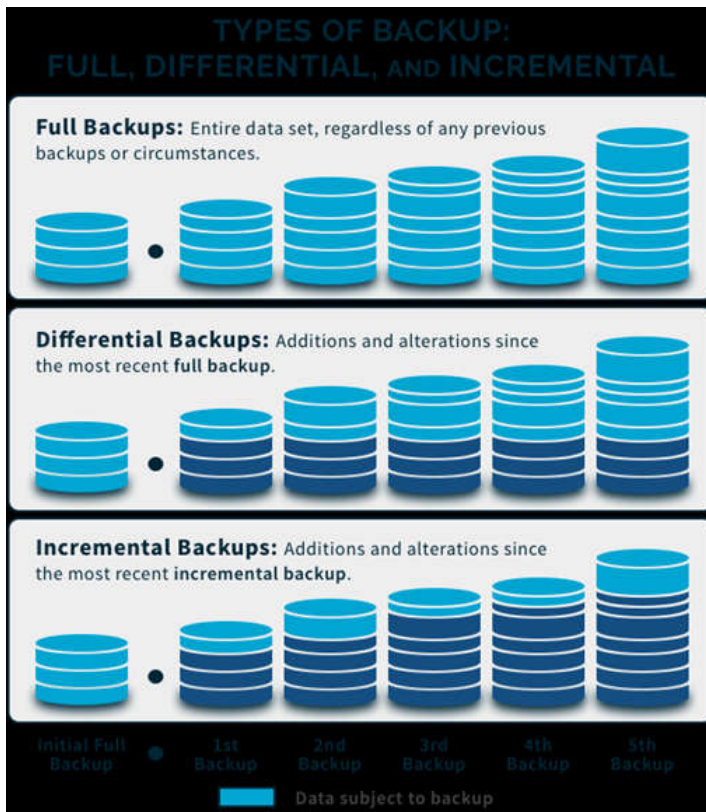 TYPES OF BACKUP:
FULL, DIFFERENTIAL, AND INCREMENTAL
Full Backups: Entire data set, regardless of any previous
backups or circumstances.
Differential Backups: Additions and alterations since
the most recent full backup.
Incremental Backups: Additions and alterations since
the most recent incremental backup.
Initial Full
Backup
1st
Backup
2nd
Backup
3rd
Backup
4th
Backup
5th
Backup
Data subject to backup